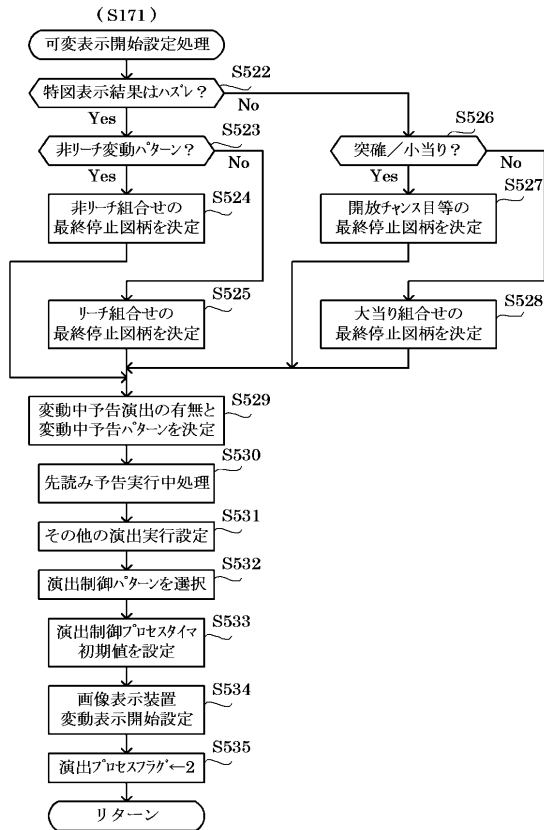 (S171)
可変表示開始設定処理
S522
特図表示結果はハズレ?
No
Yes
S523
非リーチ変動パターン?
No
Yes
S524
非リーチ組合せの
最終停止図柄を決定
S525
リーチ組合せの
最終停止図柄を決定
S526
突確/小当り?
No
Yes
S527
開放チャンス目等の
最終停止図柄を決定
S528
大当り組合せの
最終停止図柄を決定
S529
変動中予告演出の有無と
変動中予告パターンを決定
S530
先読み予告実行中処理
S531
その他の演出実行設定
S532
演出制御パターンを選択
S533
演出制御プロセスタイマ
初期値を設定
S534
画像表示装置
変動表示開始設定
S535
演出プロセスフラグ←2
リターン